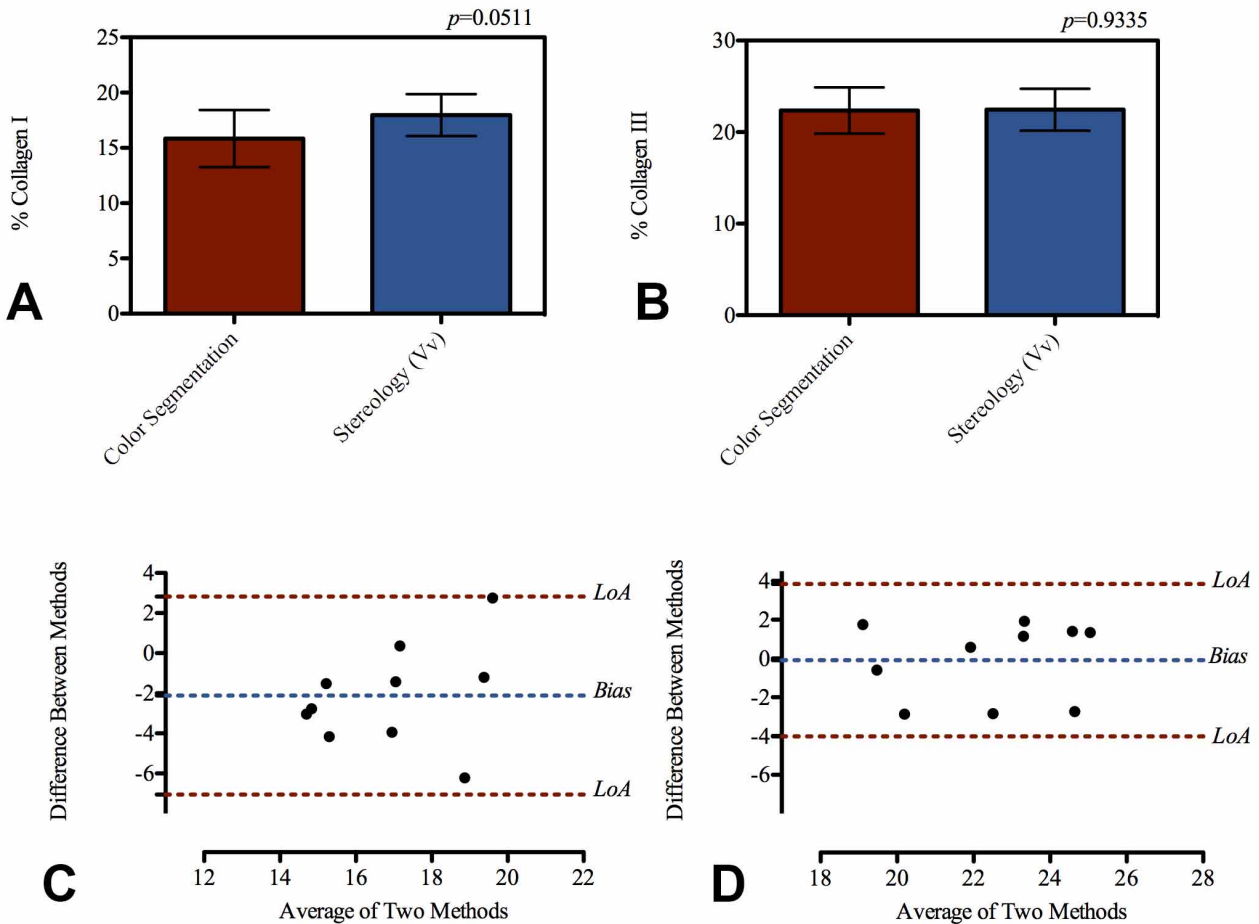 p=0.0511
25
20
15
10
5
0
% Collagen I
A
Color Segmentation
Stereology (Vv)
p=0.9335
30
20
10
0
% Collagen III
B
Color Segmentation
Stereology (Vv)
Difference Between Methods
4
2
0
-2
-4
-6
LoA
Bias
LoA
12 14 16 18 20 22
C
Average of Two Methods
Difference Between Methods
4
2
0
-2
-4
-6
LoA
Bias
LoA
18 20 22 24 26 28
D
Average of Two Methods